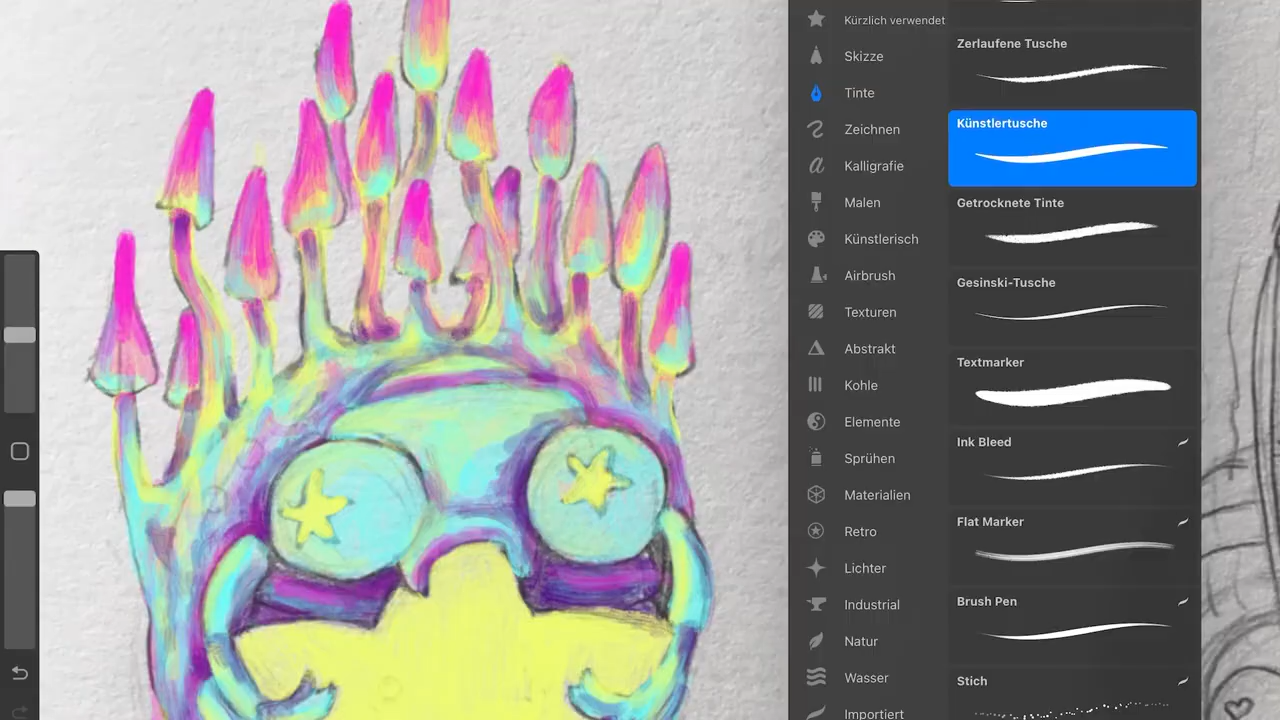 Kürzlich verwendet
Skizze
Tinte
Zeichnen
Kalligrafie
Malen
Künstlerisch
Airbrush
Texturen
Abstrakt
Kohle
Elemente
Sprühen
Materialien
Retro
Lichter
Industrial
Natur
Wasser
Importiert
Zerlaufene Tusche
Künstlertusche
Getrocknete Tinte
Gesinski-Tusche
Textmarker
Ink Bleed
Flat Marker
Brush Pen
Stich